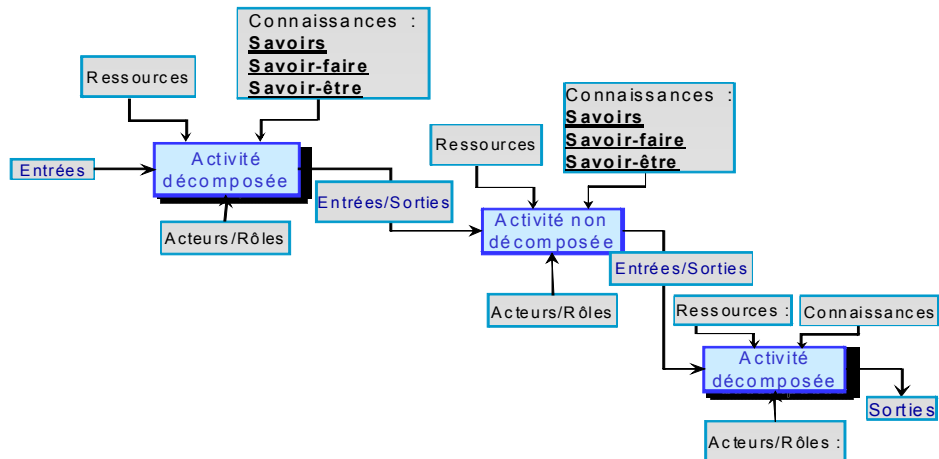 Connaissances :
Savoirs
Savoir-faire
Savoir-être
Ressources
Connaissances :
Savoirs
Savoir-faire
Savoir-être
Ressources
Activité
décomposée
Entrées
Entrées/Sorties
Acteurs/Rôles
Activité non
décomposée
Entrées/Sorties
Acteurs/Rôles
Ressources :
Connaissances
Activité
décomposée
Sorties
Acteurs/Rôles :